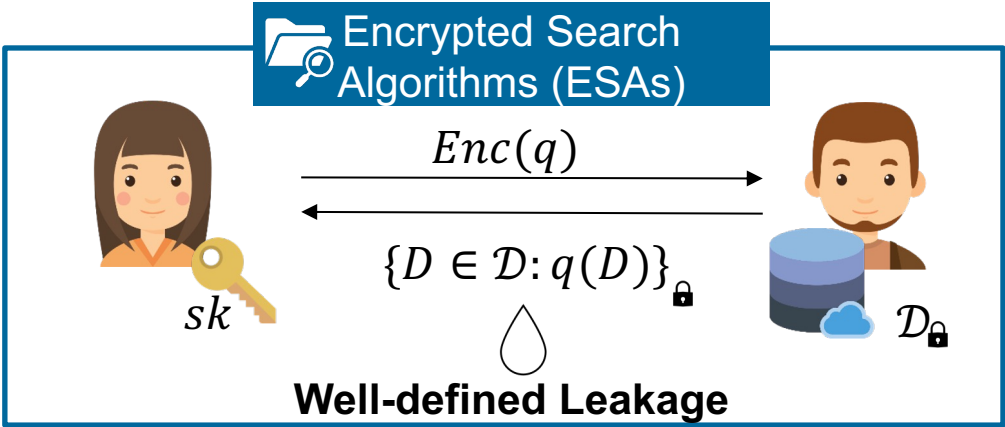 Encrypted Search
Algorithms (ESAs)
Enc(q)
{D ∈ 𝒟: q(D)}
sk
𝒟
Well-defined Leakage